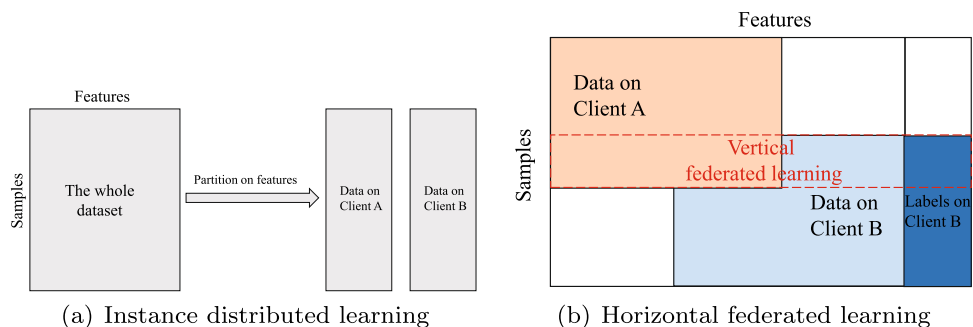 Features
Samples
The whole
dataset
Partition on features
Data on
Client A
Data on
Client B
(a) Instance distributed learning
Features
Samples
Data on
Client A
Vertical
federated learning
Data on
Client B
Labels on
Client B
(b) Horizontal federated learning